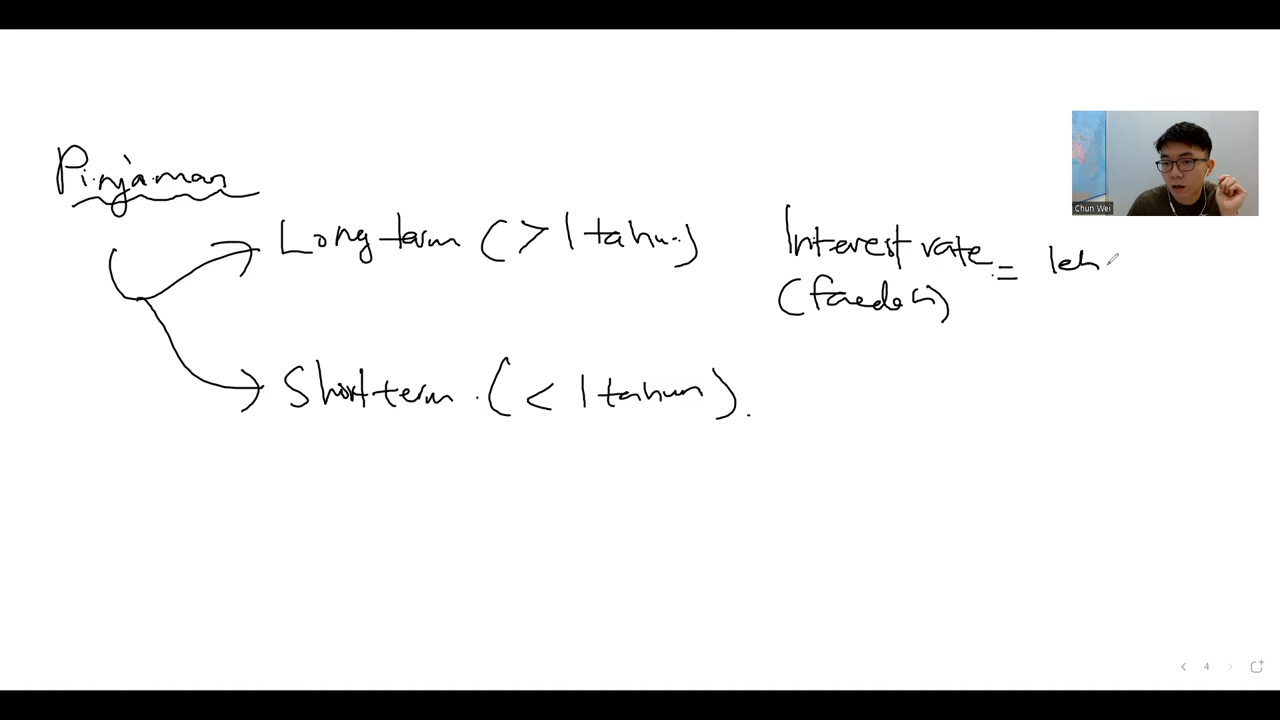 Pinjaman
Long term (> 1 tahun)
Interest rate = leh
(faedah)
Short term. (< 1 tahun).
Chun Wei
4